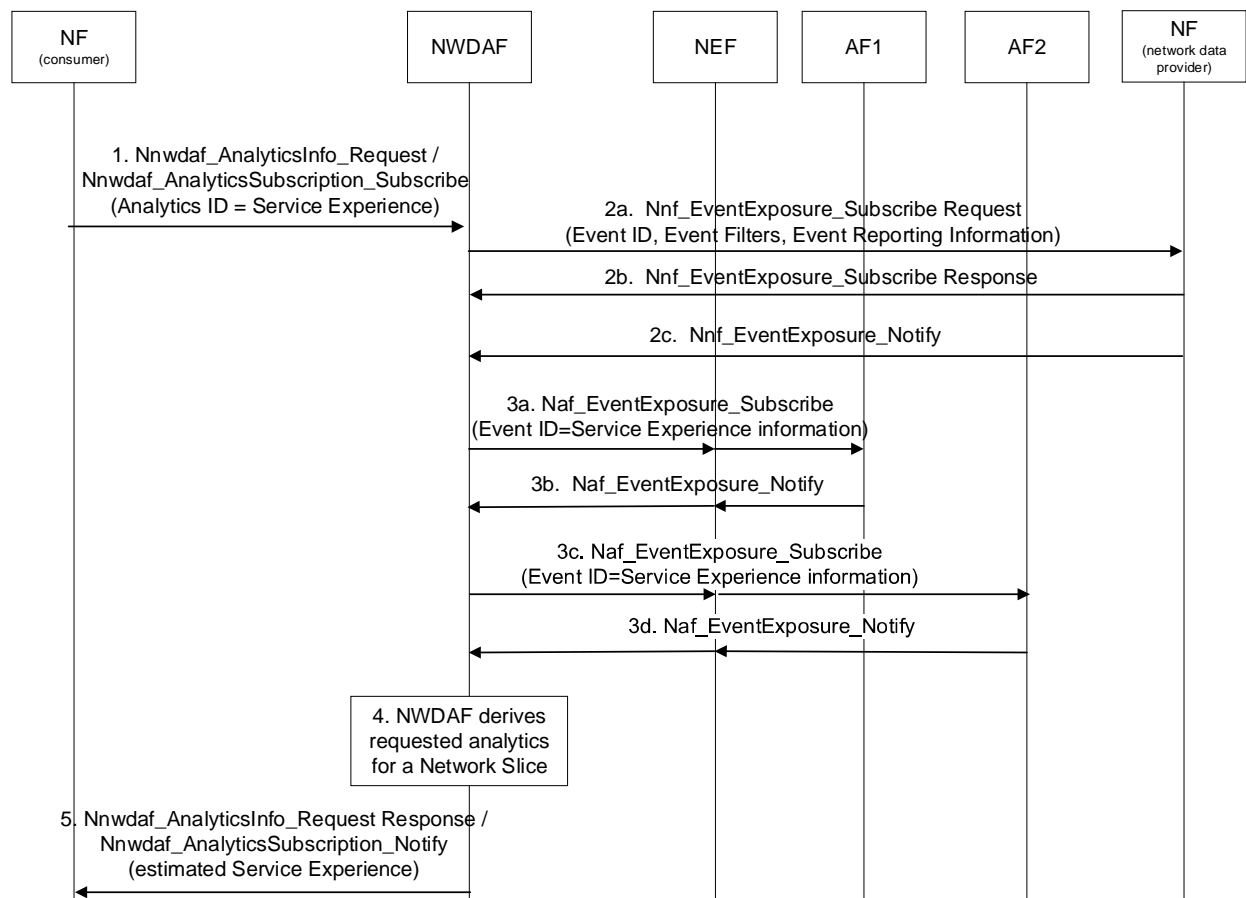 NF
(consumer)
NWDAF
NEF
AF1
AF2
NF
(network data
provider)
1. Nnwdaf_AnalyticsInfo_Request /
Nnwdaf_AnalyticsSubscription_Subscribe
(Analytics ID = Service Experience)
2a. Nnf_EventExposure_Subscribe Request
(Event ID, Event Filters, Event Reporting Information)
2b. Nnf_EventExposure_Subscribe Response
2c. Nnf_EventExposure_Notify
3a. Naf_EventExposure_Subscribe
(Event ID=Service Experience information)
3b. Naf_EventExposure_Notify
3c. Naf_EventExposure_Subscribe
(Event ID=Service Experience information)
3d. Naf_EventExposure_Notify
4. NWDAF derives
requested analytics
for a Network Slice
5. Nnwdaf_AnalyticsInfo_Request Response /
Nnwdaf_AnalyticsSubscription_Notify
(estimated Service Experience)